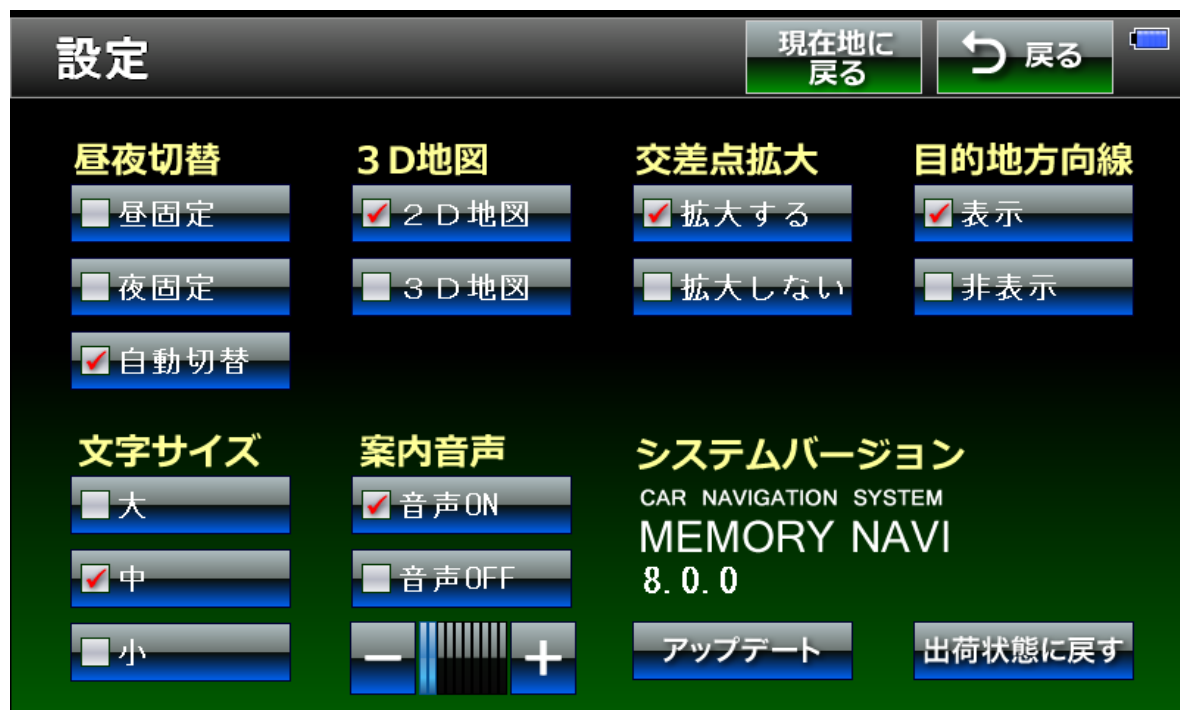 設定
現在地に
戻る
戻る
昼夜切替
昼固定
夜固定
自動切替
3D地図
2D地図
3D地図
交差点拡大
拡大する
拡大しない
目的地方向線
表示
非表示
文字サイズ
大
中
小
案内音声
音声ON
音声OFF
－
＋
システムバージョン
CAR NAVIGATION SYSTEM
MEMORY NAVI
8.0.0
アップデート
出荷状態に戻す